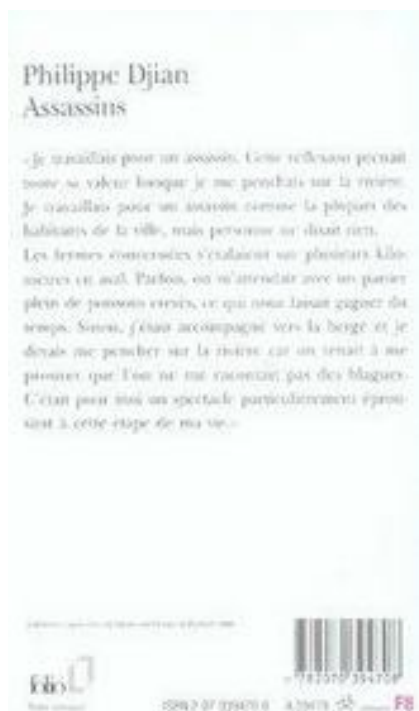 Philippe Djian
Assassins
« Je travaillais pour un assassin. Cette réflexion prenait
toute sa valeur lorsque je me penchais sur la rivière.
Je travaillais pour un assassin comme la plupart des
habitants de la ville, mais personne ne disait rien.
Les fermes concernées s'étalaient sur plusieurs kilo-
mètres en aval. Parfois, on m'attendait avec un panier
plein de poissons crevés, ce qui nous faisait gagner du
temps. Sinon, j'étais accompagné vers la berge et je
devais me pencher sur la rivière car on tenait à me
prouver que l'on ne me racontait pas des blagues.
C'était pour moi un spectacle particulièrement éprou-
vant à cette étape de ma vie. »
folio
ISBN 2-07-039470-8
F8